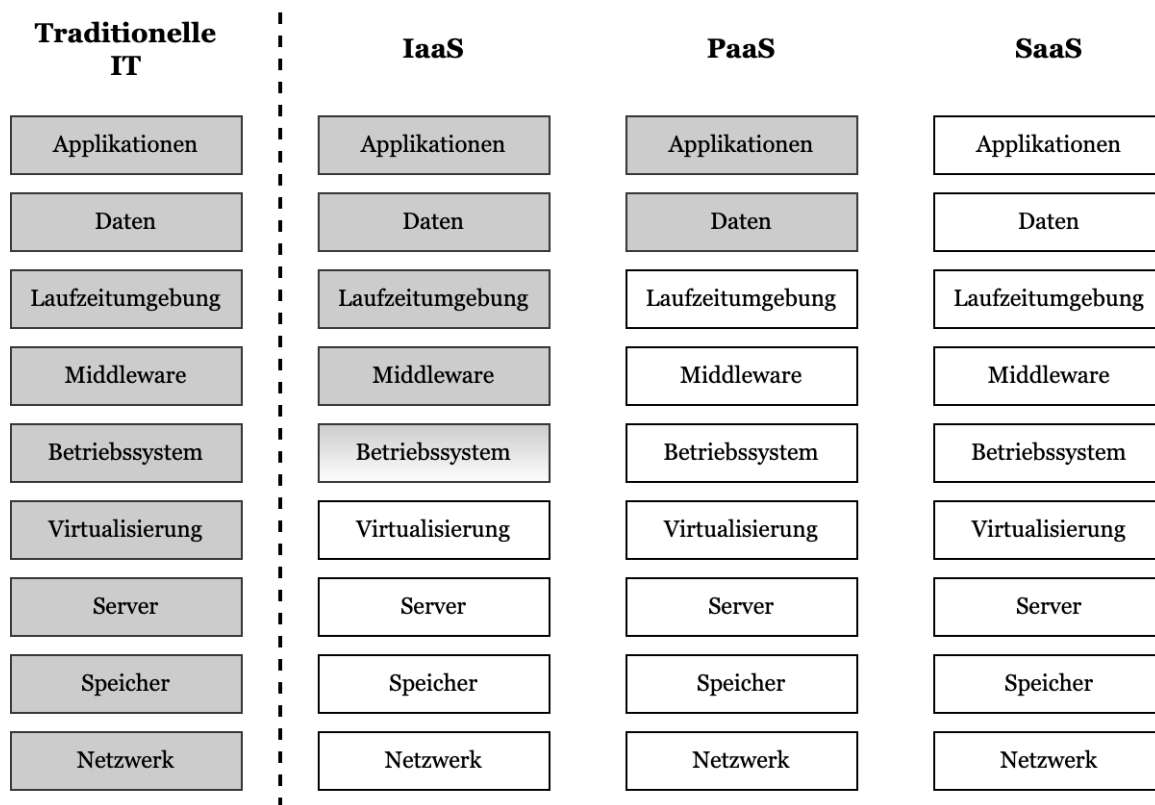 Traditionelle
IT
IaaS
PaaS
SaaS
Applikationen
Applikationen
Applikationen
Applikationen
Daten
Daten
Daten
Daten
Laufzeitumgebung
Laufzeitumgebung
Laufzeitumgebung
Laufzeitumgebung
Middleware
Middleware
Middleware
Middleware
Betriebssystem
Betriebssystem
Betriebssystem
Betriebssystem
Virtualisierung
Virtualisierung
Virtualisierung
Virtualisierung
Server
Server
Server
Server
Speicher
Speicher
Speicher
Speicher
Netzwerk
Netzwerk
Netzwerk
Netzwerk